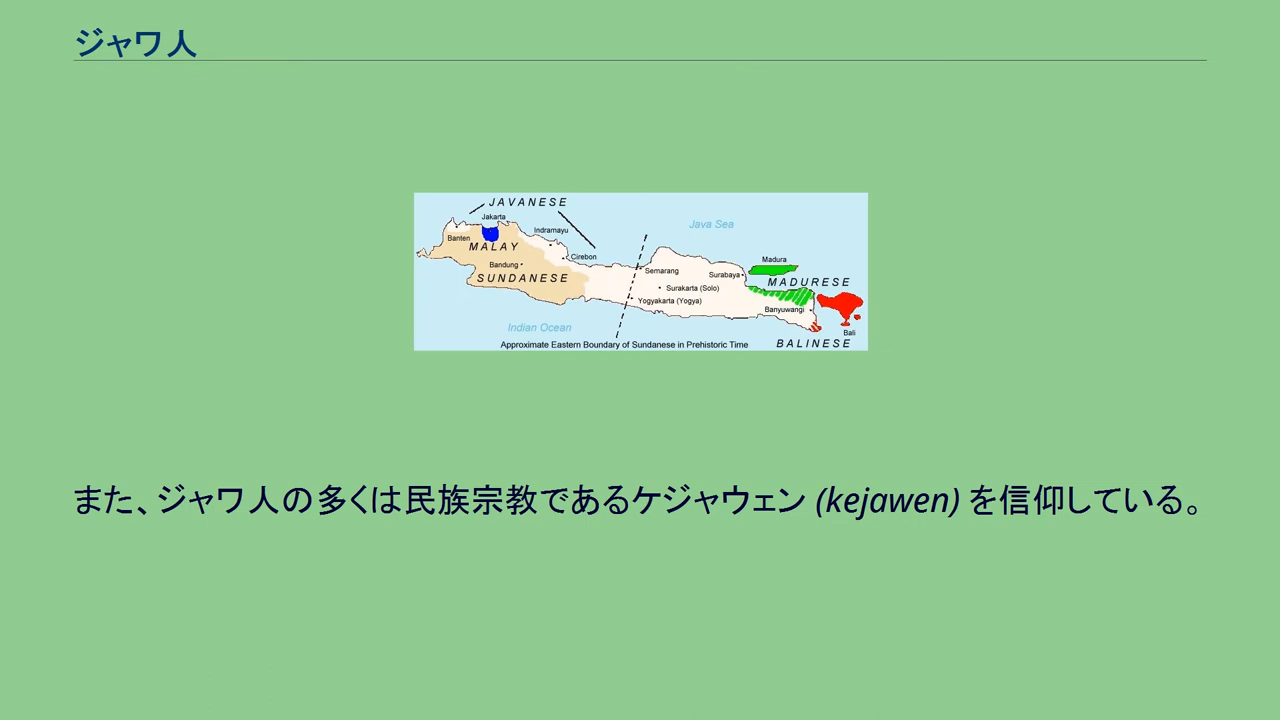 ジャワ人
JAVANESE
Jakarta
Java Sea
Indramayu
Banten
MALAY
Cirebon
Madura
Bandung
Semarang
Surabaya
SUNDANESE
MADURESE
Surakarta (Solo)
Yogyakarta (Yogya)
Banyuwangi
Indian Ocean
Bali
Approximate Eastern Boundary of Sundanese in Prehistoric Time
BALINESE
また、ジャワ人の多くは民族宗教であるケジャウェン (kejawen) を信仰している。